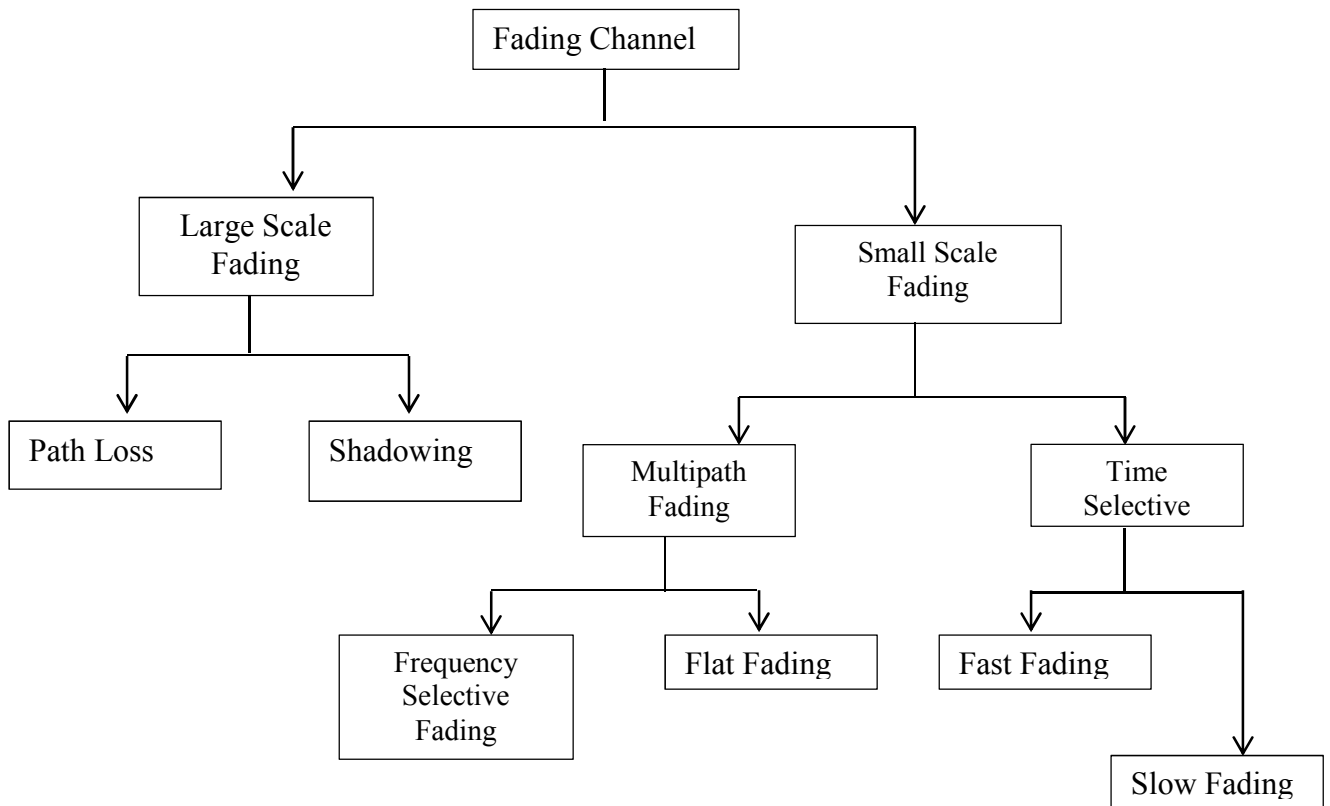 Fading Channel
Large Scale
Fading
Small Scale
Fading
Path Loss
Shadowing
Multipath
Fading
Time
Selective
Frequency
Selective
Fading
Flat Fading
Fast Fading
Slow Fading